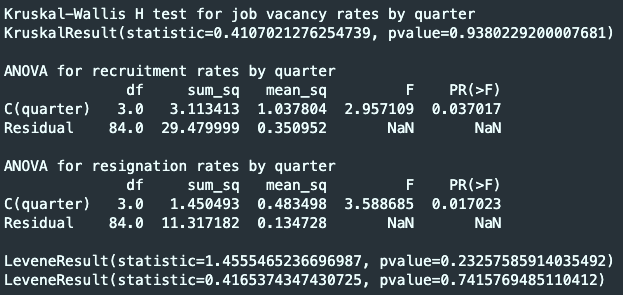 Kruskal-Wallis H test for job vacancy rates by quarter
KruskalResult(statistic=0.4107021276254739, pvalue=0.9380229200007681)
ANOVA for recruitment rates by quarter
df sum_sq mean_sq F PR(>F)
C(quarter) 3.0 3.113413 1.037804 2.957109 0.037017
Residual 84.0 29.479999 0.350952 NaN NaN
ANOVA for resignation rates by quarter
df sum_sq mean_sq F PR(>F)
C(quarter) 3.0 1.450493 0.483498 3.588685 0.017023
Residual 84.0 11.317182 0.134728 NaN NaN
LeveneResult(statistic=1.4555465236696987, pvalue=0.23257585914035492)
LeveneResult(statistic=0.4165374347430725, pvalue=0.7415769485110412)